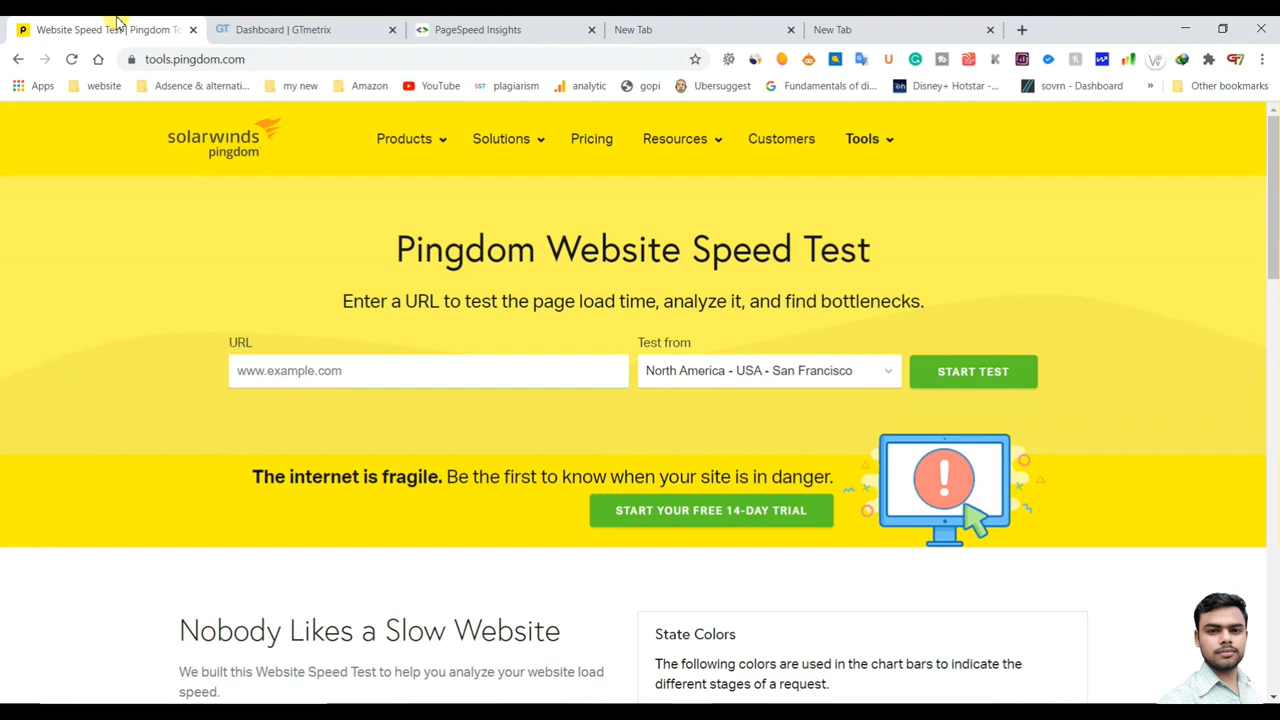 Website Speed Test | Pingdom To
Dashboard | GTmetrix
PageSpeed Insights
New Tab
New Tab
tools.pingdom.com
Apps
website
Adsence & alternati...
my new
Amazon
YouTube
plagiarism
analytic
gopi
Ubersuggest
Fundamentals of di...
Disney+ Hotstar -...
sovrn - Dashboard
»
Other bookmarks
solarwinds
pingdom
Products
Solutions
Pricing
Resources
Customers
Tools
Pingdom Website Speed Test
Enter a URL to test the page load time, analyze it, and find bottlenecks.
URL
Test from
www.example.com
North America - USA - San Francisco
START TEST
The internet is fragile. Be the first to know when your site is in danger.
START YOUR FREE 14-DAY TRIAL
Nobody Likes a Slow Website
We built this Website Speed Test to help you analyze your website load
speed.
State Colors
The following colors are used in the chart bars to indicate the
different stages of a request.